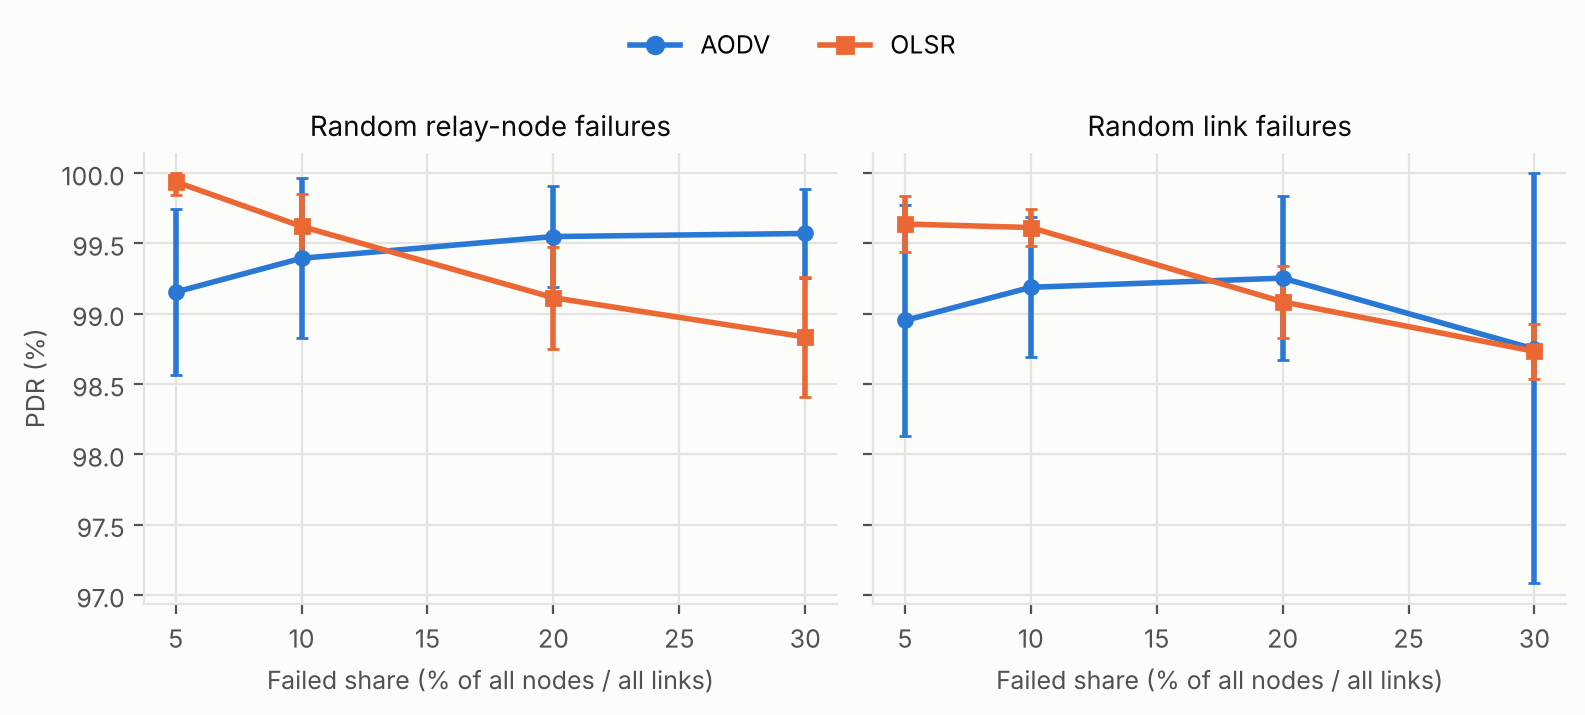 AODV OLSR
Random relay-node failures
Random link failures
PDR (%)
100.0
99.5
99.0
98.5
98.0
97.5
97.0
5 10 15 20 25 30
5 10 15 20 25 30
Failed share (% of all nodes / all links)
Failed share (% of all nodes / all links)